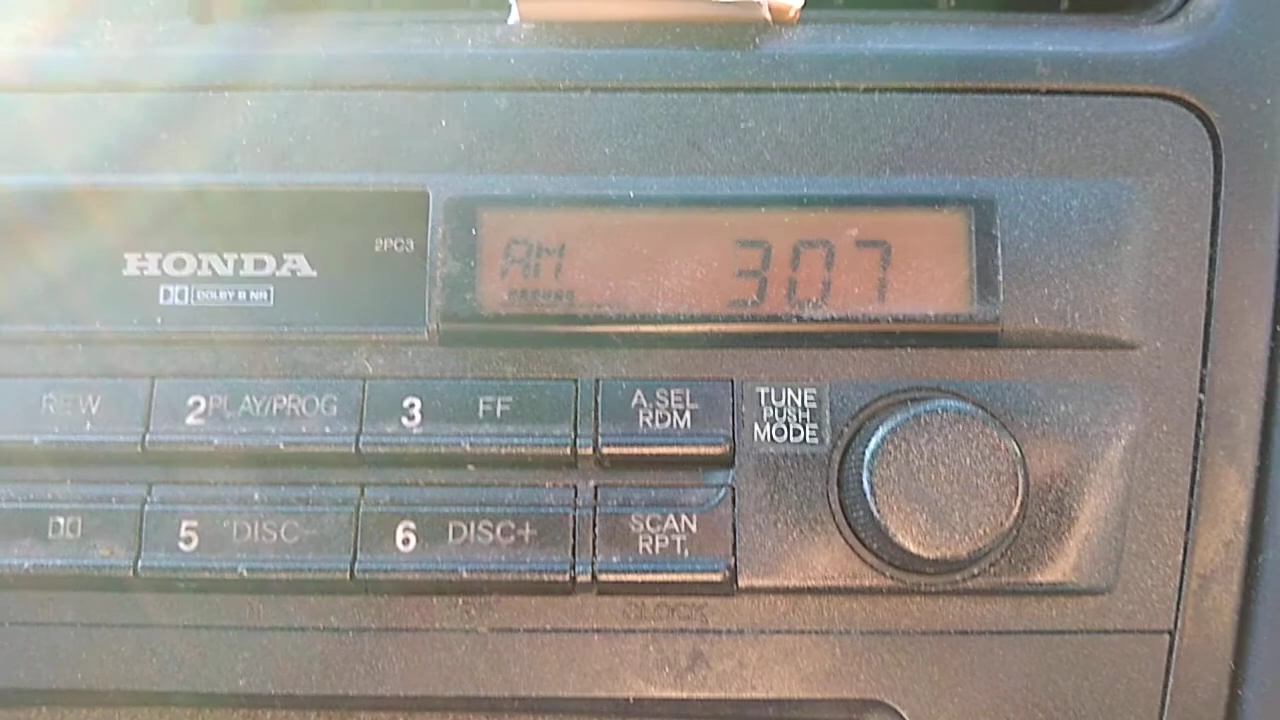 2PC3
HONDA
DOLBY B NR
AM 307
REW
2 PLAY/PROG
3 FF
A.SEL
RDM
TUNE
PUSH
MODE
5 DISC-
6 DISC+
SCAN
RPT
CLOCK